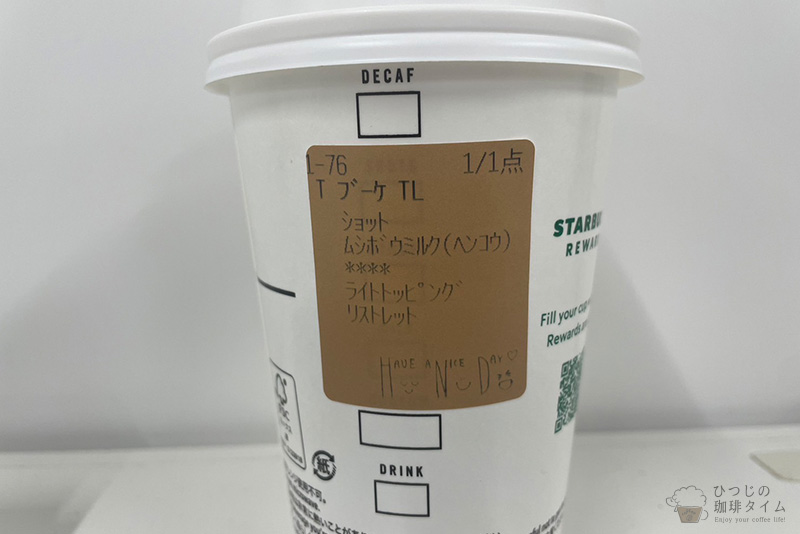 DECAF
1-76 1/1点
T ブーケ TL
ショット
ムシボウミルク(ヘンコウ)
****
ライトトッピング
リストレット
HAVE A NICE DAY
DRINK
STARBU
REWAR
Fill your cup
Rewards
FSC
紙
ひつじの
珈琲タイム
Enjoy your coffee life!